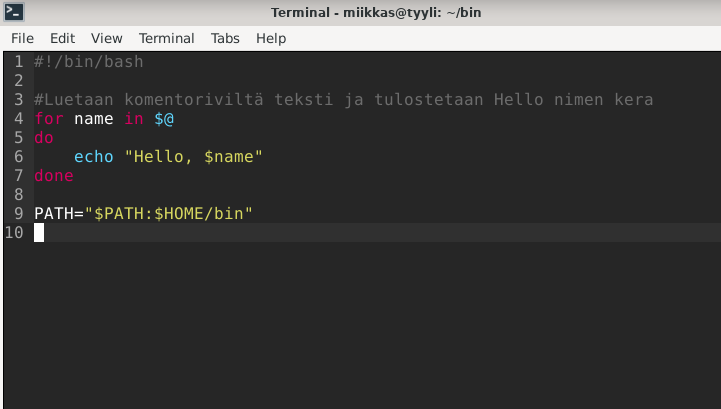 Terminal - miikkas@tyyli: ~/bin
File Edit View Terminal Tabs Help
1 #!/bin/bash
2
3 #Luetaan komentoriviltä teksti ja tulostetaan Hello nimen kera
4 for name in $@
5 do
6     echo "Hello, $name"
7 done
8
9 PATH="$PATH:$HOME/bin"
10